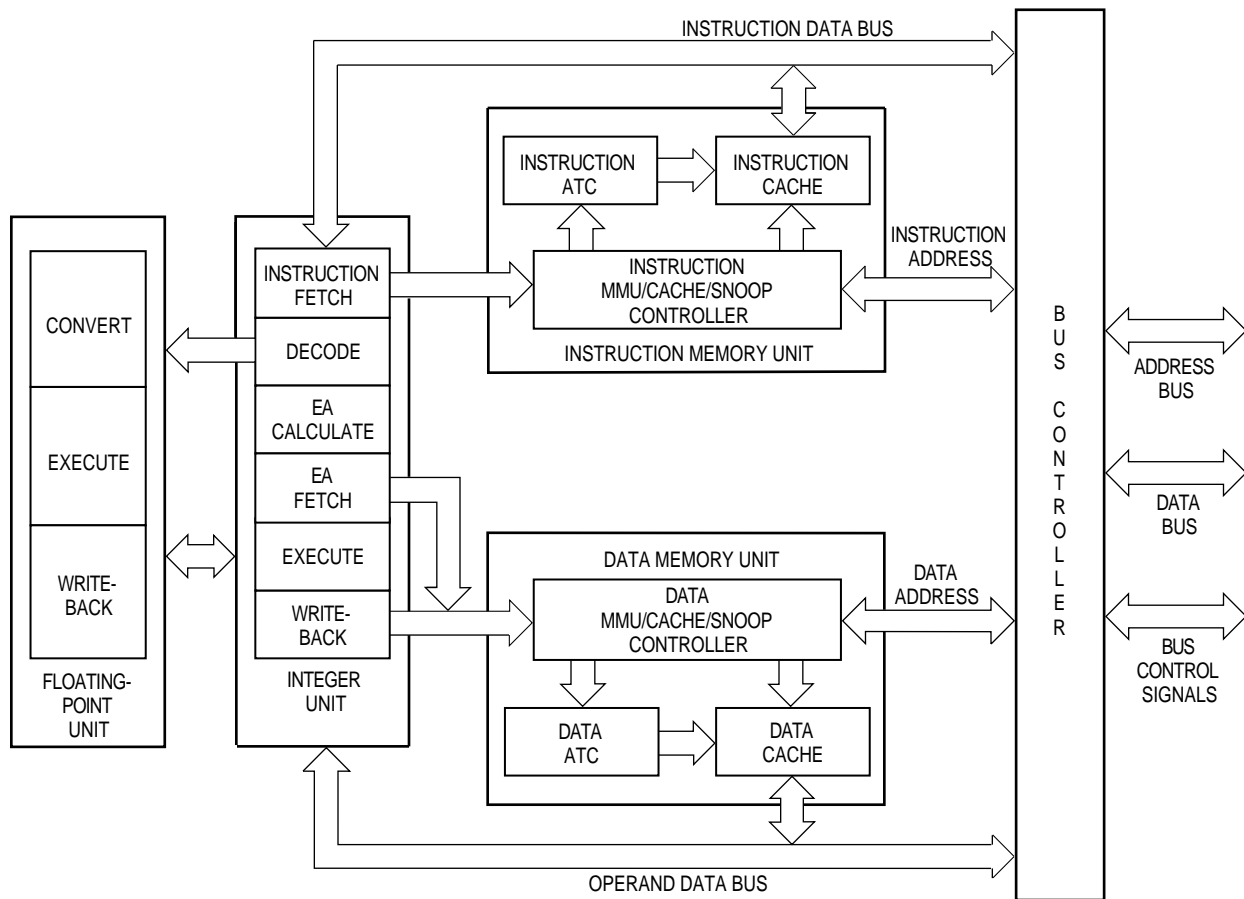 INSTRUCTION DATA BUS
INSTRUCTION
ATC
INSTRUCTION
CACHE
INSTRUCTION
MMU/CACHE/SNOOP
CONTROLLER
INSTRUCTION MEMORY UNIT
INSTRUCTION
ADDRESS
CONVERT
EXECUTE
WRITE-
BACK
FLOATING-
POINT
UNIT
INSTRUCTION
FETCH
DECODE
EA
CALCULATE
EA
FETCH
EXECUTE
WRITE-
BACK
INTEGER
UNIT
DATA MEMORY UNIT
DATA
MMU/CACHE/SNOOP
CONTROLLER
DATA
ATC
DATA
CACHE
DATA
ADDRESS
OPERAND DATA BUS
BUS CONTROLLER
ADDRESS
BUS
DATA
BUS
BUS
CONTROL
SIGNALS